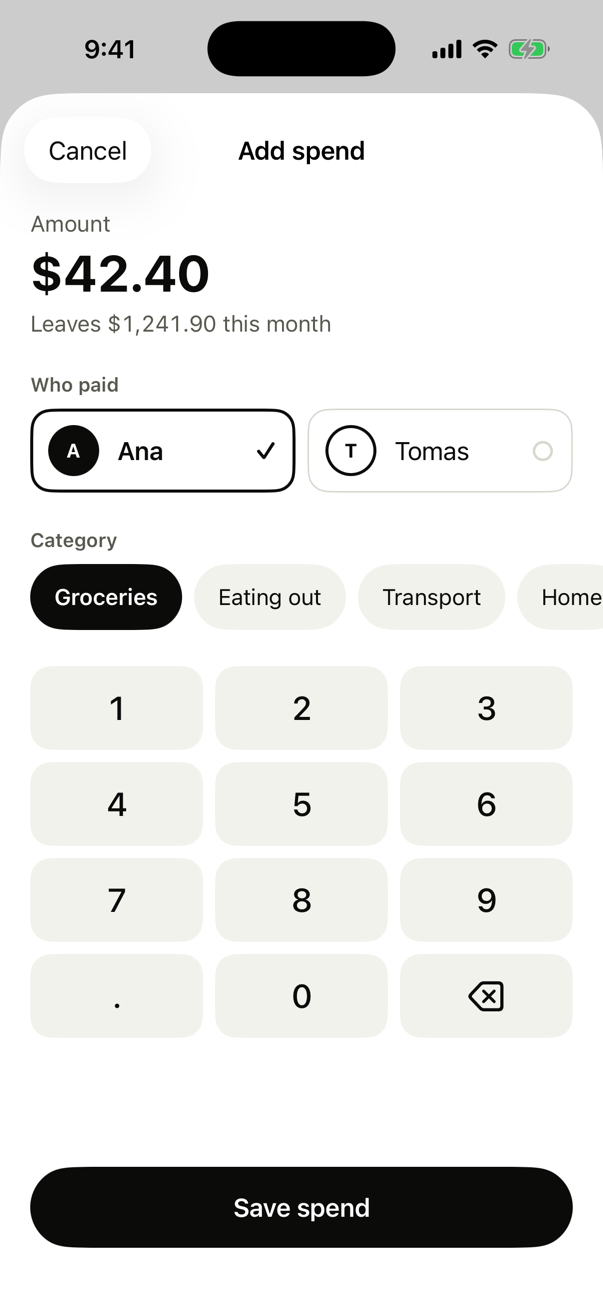 9:41
Cancel
Add spend
Amount
$42.40
Leaves $1,241.90 this month
Who paid
A Ana
T Tomas
Category
Groceries Eating out Transport Home
1 2 3
4 5 6
7 8 9
. 0
Save spend